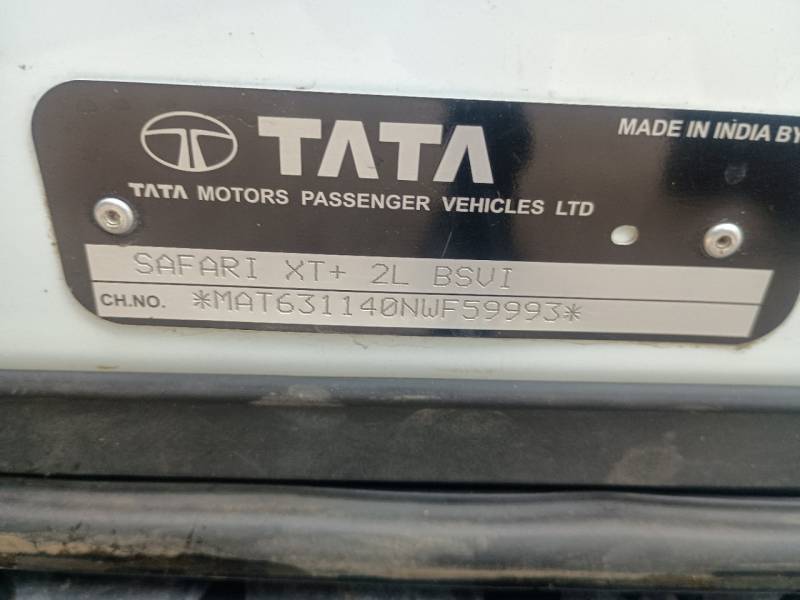 TATA
MADE IN INDIA BY
TATA MOTORS PASSENGER VEHICLES LTD
SAFARI XT+ 2L BSVI
CH.NO. *MAT631140NWF59993*